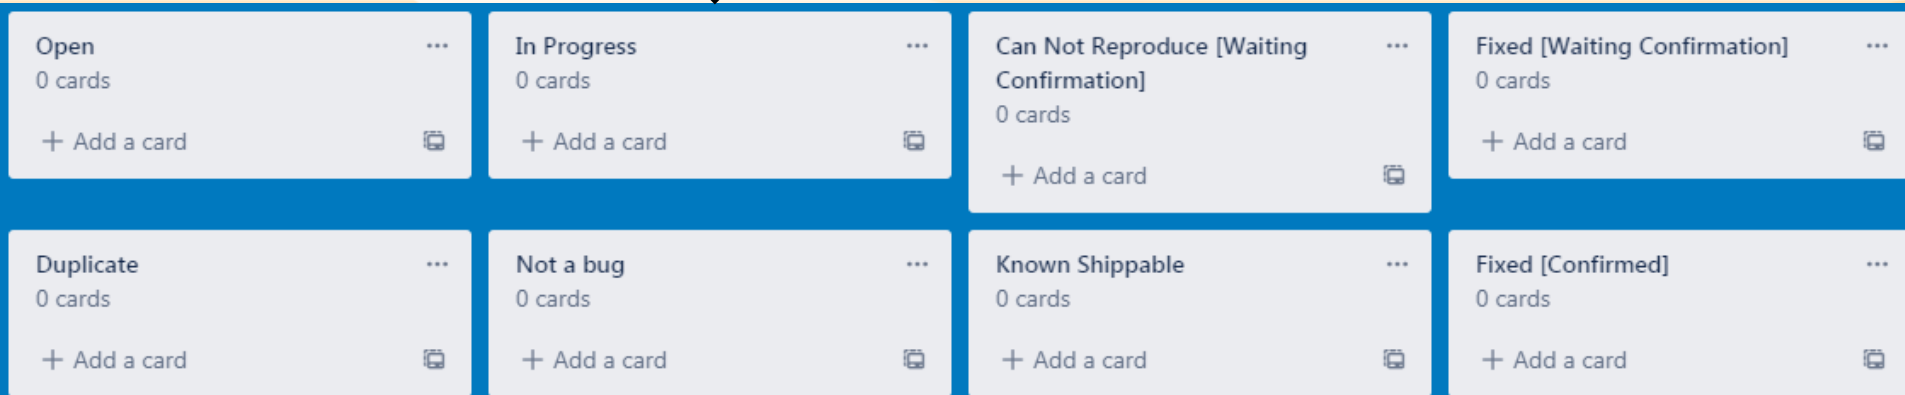 Open
0 cards
+ Add a card
In Progress
0 cards
+ Add a card
Can Not Reproduce [Waiting
Confirmation]
0 cards
+ Add a card
Fixed [Waiting Confirmation]
0 cards
+ Add a card
Duplicate
0 cards
+ Add a card
Not a bug
0 cards
+ Add a card
Known Shippable
0 cards
+ Add a card
Fixed [Confirmed]
0 cards
+ Add a card